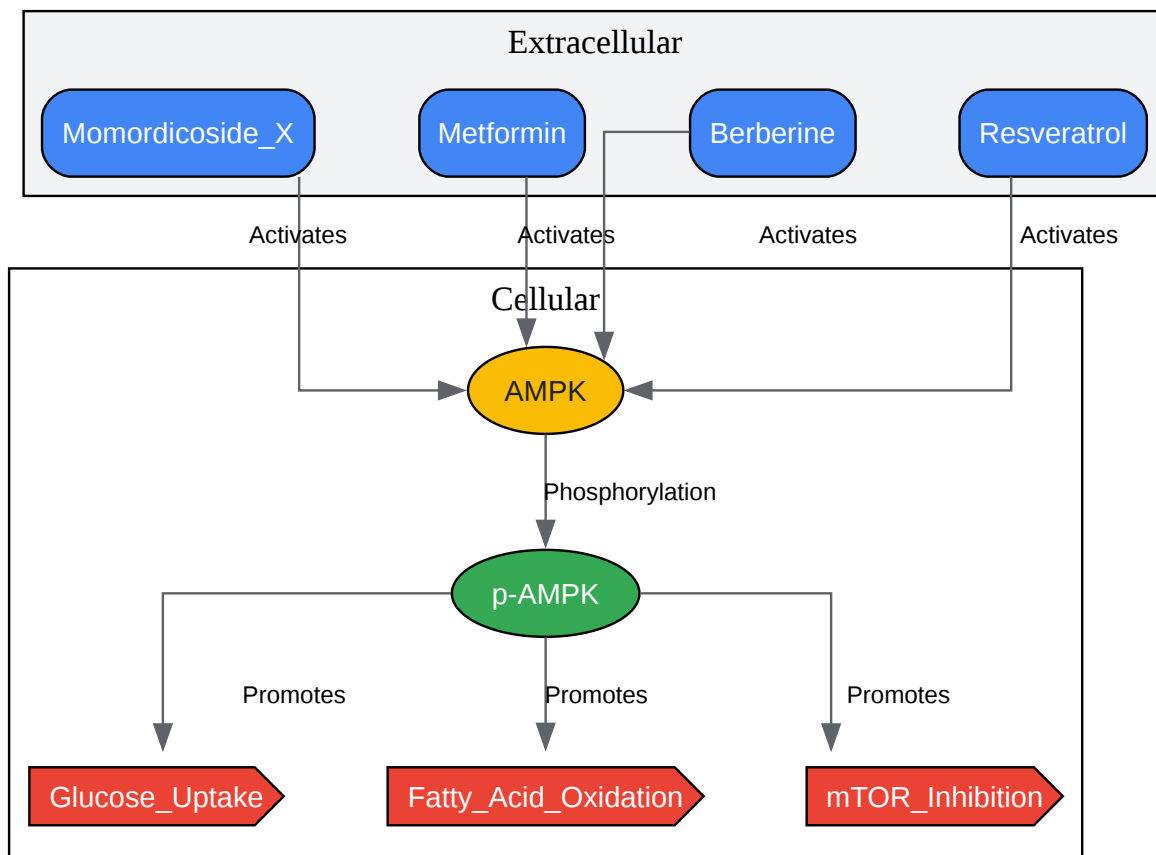 Extracellular
Momordicoside_X
Metformin
Berberine
Resveratrol
Activates
Activates
Activates
Activates
Cellular
AMPK
Phosphorylation
p-AMPK
Promotes
Promotes
Promotes
Glucose_Uptake
Fatty_Acid_Oxidation
mTOR_Inhibition